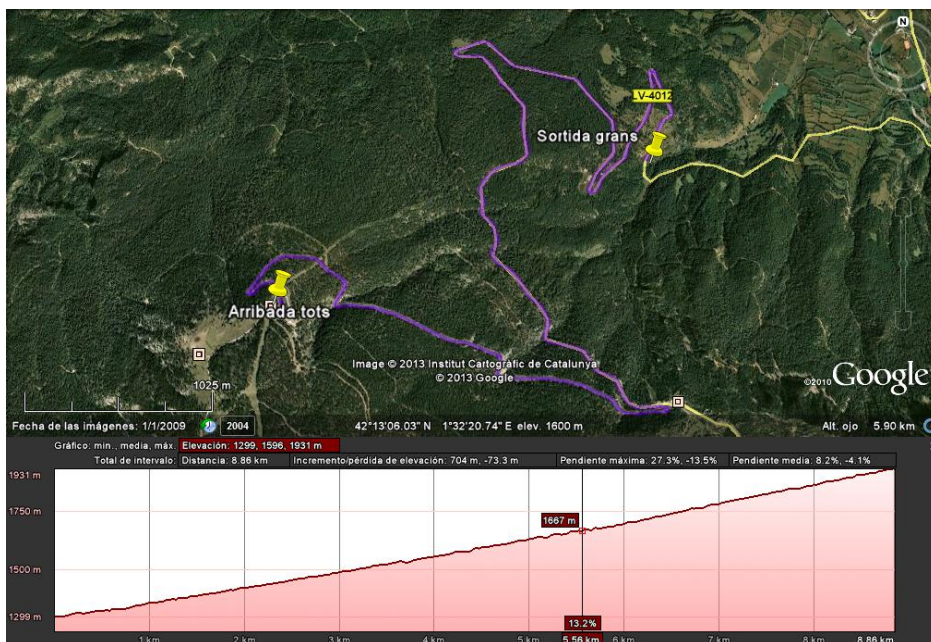 N
LV-4012
Sortida grans
Arribada tots
Image © 2013 Institut Cartogràfic de Catalunya
© 2013 Google
1025 m
©2010 Google
Fecha de las imágenes: 1/1/2009 2004 42°13'06.03" N 1°32'20.74" E elev. 1600 m Alt. ojo 5.90 km
Gráfico: min., media, máx. Elevación: 1299, 1596, 1931 m
Total de intervalo: Distancia: 8.86 km Incremento/pérdida de elevación: 704 m, -73.3 m Pendiente máxima: 27.3%, -13.5% Pendiente media: 8.2%, -4.1%
1931 m
1750 m
1667 m
1500 m
1299 m
13.2%
1 km 2 km 3 km 4 km 5 km 5.56 km 6 km 7 km 8 km 8.86 km